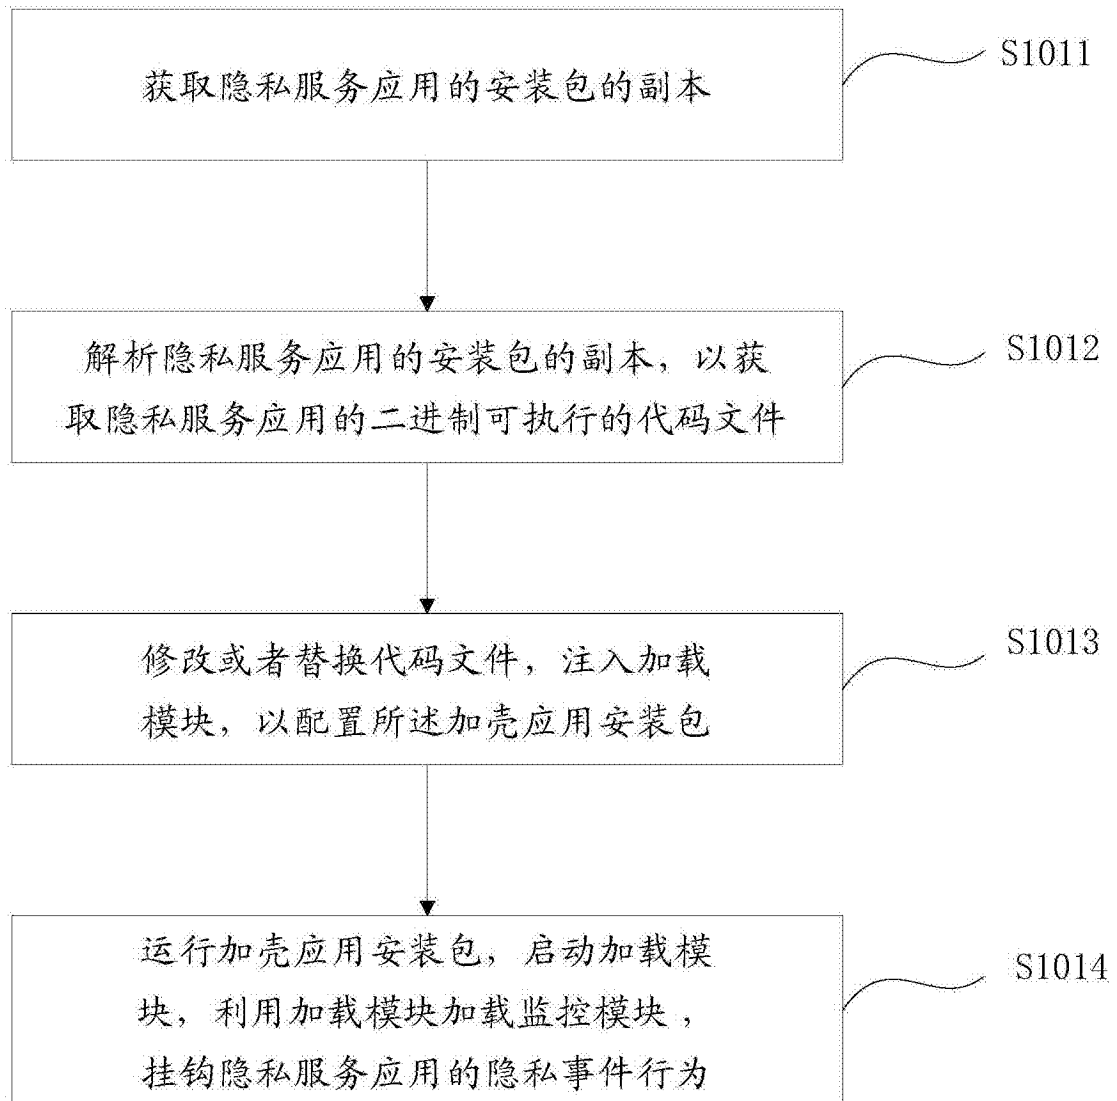 获取隐私服务应用的安装包的副本
S1011
解析隐私服务应用的安装包的副本，以获
取隐私服务应用的二进制可执行的代码文件
S1012
修改或者替换代码文件，注入加载
模块，以配置所述加壳应用安装包
S1013
运行加壳应用安装包，启动加载模
块，利用加载模块加载监控模块，
挂钩隐私服务应用的隐私事件行为
S1014